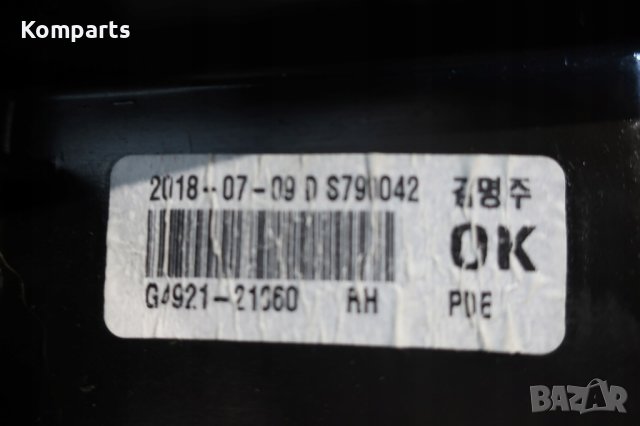 Komparts
2018-07-09 D S790042 김명주
OK
G4921-21060 RH PDE
BAZAR